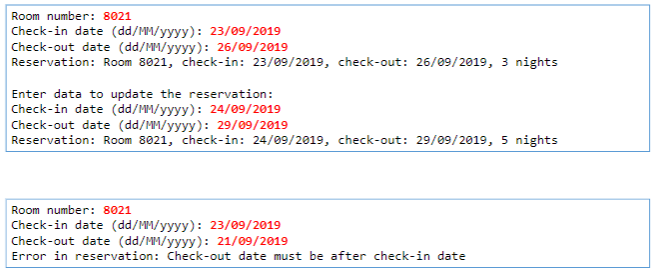 Room number: 8021
Check-in date (dd/MM/yyyy): 23/09/2019
Check-out date (dd/MM/yyyy): 26/09/2019
Reservation: Room 8021, check-in: 23/09/2019, check-out: 26/09/2019, 3 nights
Enter data to update the reservation:
Check-in date (dd/MM/yyyy): 24/09/2019
Check-out date (dd/MM/yyyy): 29/09/2019
Reservation: Room 8021, check-in: 24/09/2019, check-out: 29/09/2019, 5 nights
Room number: 8021
Check-in date (dd/MM/yyyy): 23/09/2019
Check-out date (dd/MM/yyyy): 21/09/2019
Error in reservation: Check-out date must be after check-in date